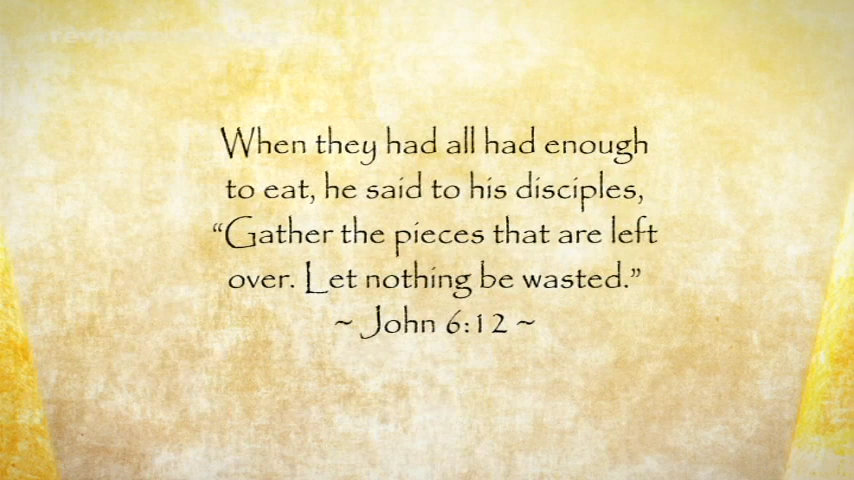 When they had all had enough
to eat, he said to his disciples,
“Gather the pieces that are left
over. Let nothing be wasted.”
~ John 6:12 ~